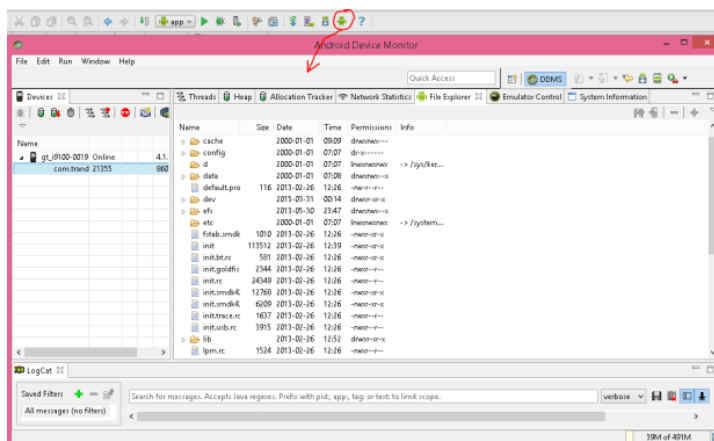 app
Android Device Monitor
File Edit Run Window Help
Quick Access
DDMS
Devices
Threads Heap Allocation Tracker Network Statistics File Explorer Emulator Control System Information
Name Size Date Time Permissions Info
Name
gt_i9100-0019 Online 4.1.
com.trand 21355 860
cache 2000-01-01 09:09 drwxrwx---
config 2000-01-01 07:07 dr-x------
d 2000-01-01 07:07 lrwxrwxrwx -> /sys/ker...
data 2000-01-01 07:08 drwxrwx--x
default.pro 116 2013-02-26 12:26 -rw-r--r--
dev 2015-03-31 00:14 drwxr-xr-x
efs 2013-05-30 23:47 drwxrwx--x
etc 2000-01-01 07:07 lrwxrwxrwx -> /system...
fstab.smdk 1010 2013-02-26 12:26 -rwxr-xr-x
init 113512 2013-02-26 12:39 -rwxr-xr-x
init.bt.rc 581 2013-02-26 12:26 -rwxr-xr-x
init.goldfis 2344 2013-02-26 12:26 -rwxr-xr-x
init.rc 24349 2013-02-26 12:26 -rwxr--r--
init.smdk4: 12768 2013-02-26 12:26 -rwxr-xr-x
init.smdk4: 6209 2013-02-26 12:26 -rwxr-xr-x
init.trace.rc 1637 2013-02-26 12:26 -rwxr--r--
init.usb.rc 3915 2013-02-26 12:26 -rwxr-xr-x
lib 2013-02-26 12:52 drwxr-xr-x
lpm.rc 1524 2013-02-26 12:26 -rwxr--r--
LogCat
Saved Filters
Search for messages. Accepts Java regexes. Prefix with pid:, app:, tag: or text: to limit scope.
verbose
All messages (no filters)
39M of 491M